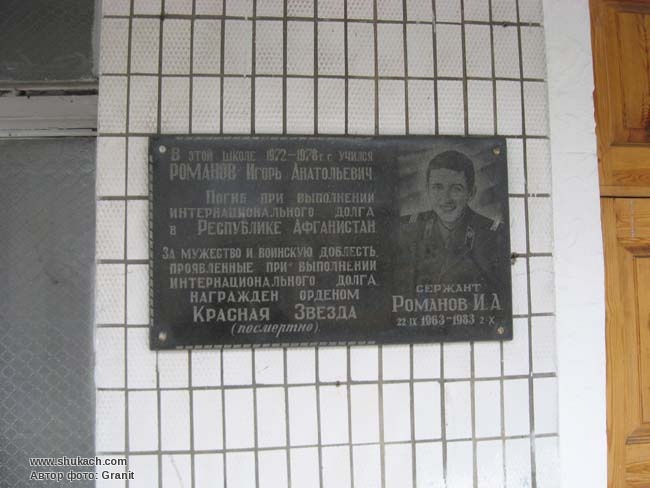 В этой школе 1972–1978 г.г. учился
Романов Игорь Анатольевич
Погиб при выполнении
интернационального долга
в Республике Афганистан
За мужество и воинскую доблесть,
проявленные при выполнении
интернационального долга,
награжден орденом
Красная Звезда
(посмертно).
сержант
Романов И.А.
22·IX 1963–1983 2·X
www.shukach.com
Автор фото: Granit